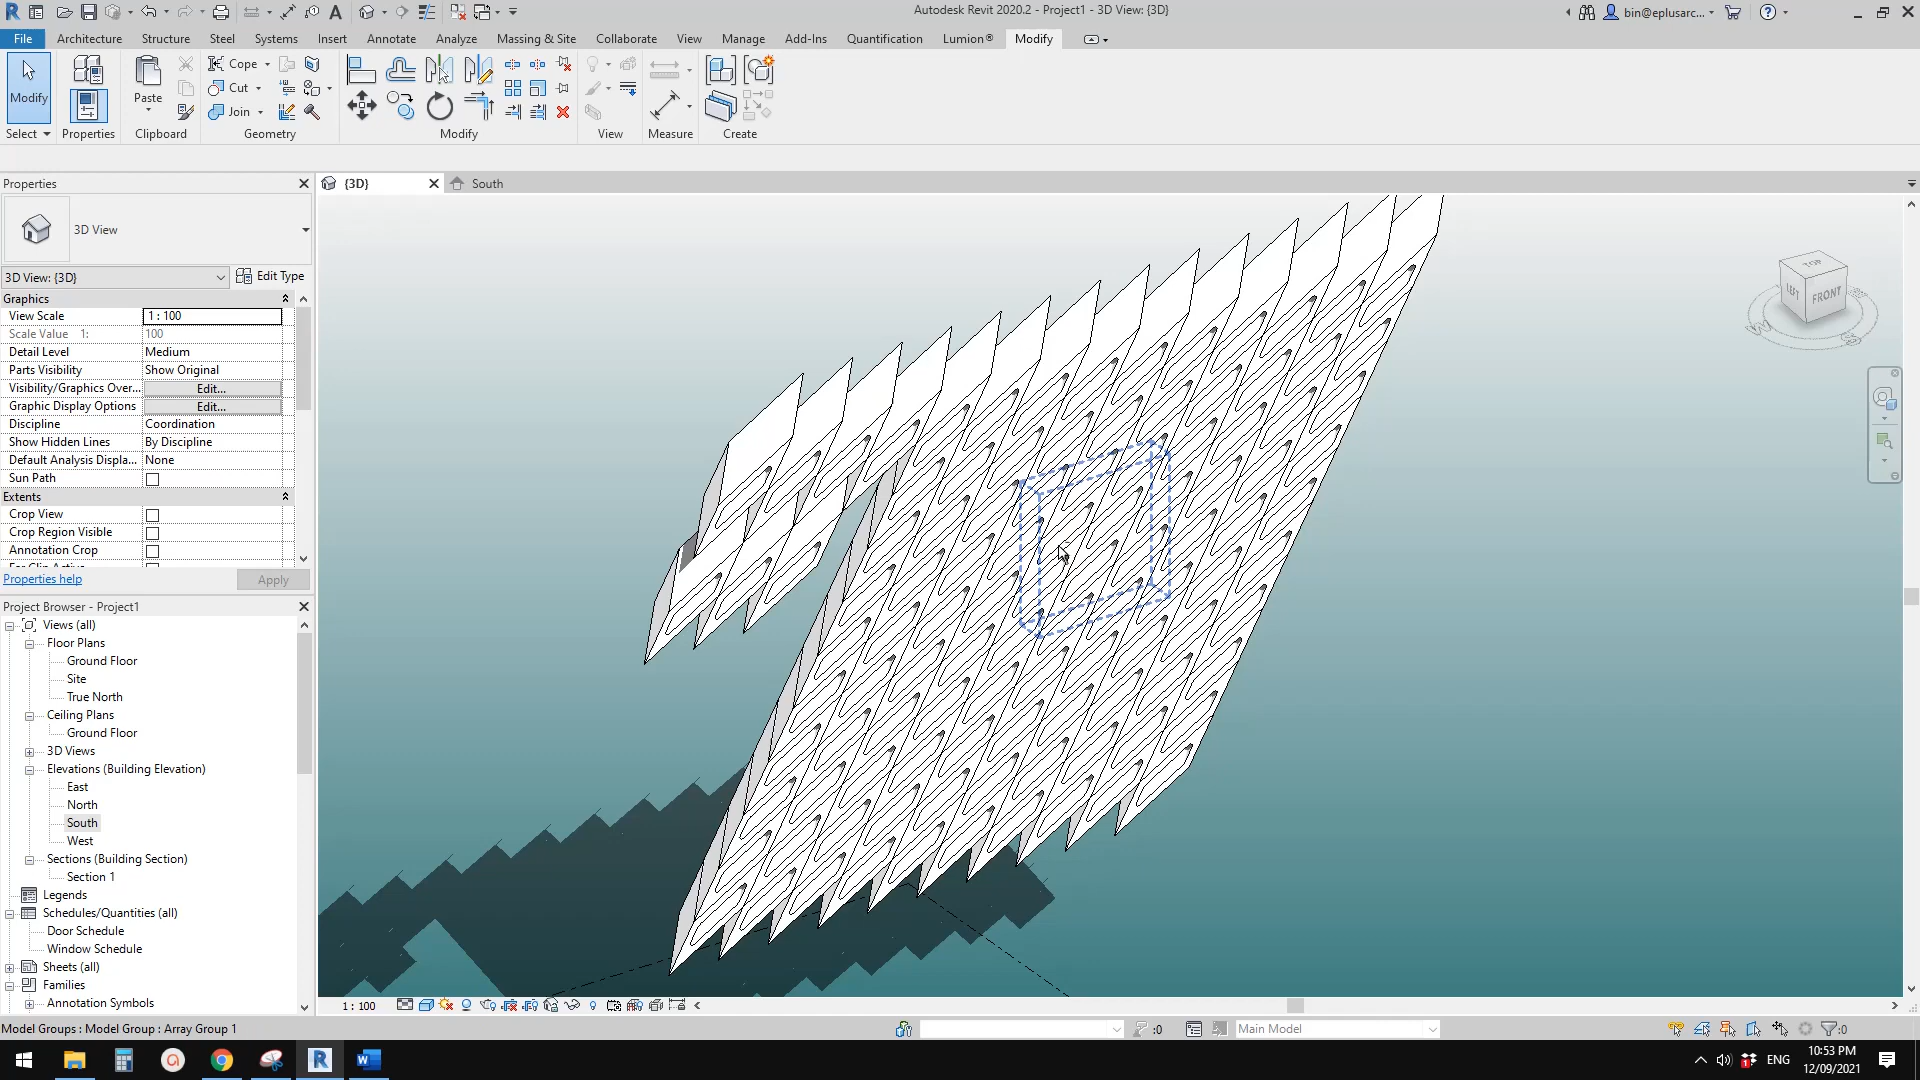 Autodesk Revit 2020.2 - Project1 - 3D View: {3D}
bin@eplusarc...
File Architecture Structure Steel Systems Insert Annotate Analyze Massing & Site Collaborate View Manage Add-Ins Quantification Lumion® Modify
Modify
Paste
Cope
Cut
Join
Select Properties Clipboard Geometry Modify View Measure Create
Properties
{3D}
South
3D View
3D View: {3D}
Edit Type
Graphics
View Scale 1 : 100
Scale Value 1: 100
Detail Level Medium
Parts Visibility Show Original
Visibility/Graphics Over... Edit...
Graphic Display Options Edit...
Discipline Coordination
Show Hidden Lines By Discipline
Default Analysis Displa... None
Sun Path
Extents
Crop View
Crop Region Visible
Annotation Crop
Properties help Apply
Project Browser - Project1
Views (all)
Floor Plans
Ground Floor
Site
True North
Ceiling Plans
Ground Floor
3D Views
Elevations (Building Elevation)
East
North
South
West
Sections (Building Section)
Section 1
Legends
Schedules/Quantities (all)
Door Schedule
Window Schedule
Sheets (all)
Families
Annotation Symbols
TOP
LEFT FRONT
W S
1 : 100
Model Groups : Model Group : Array Group 1
:0
Main Model
:0
ENG
10:53 PM
12/09/2021